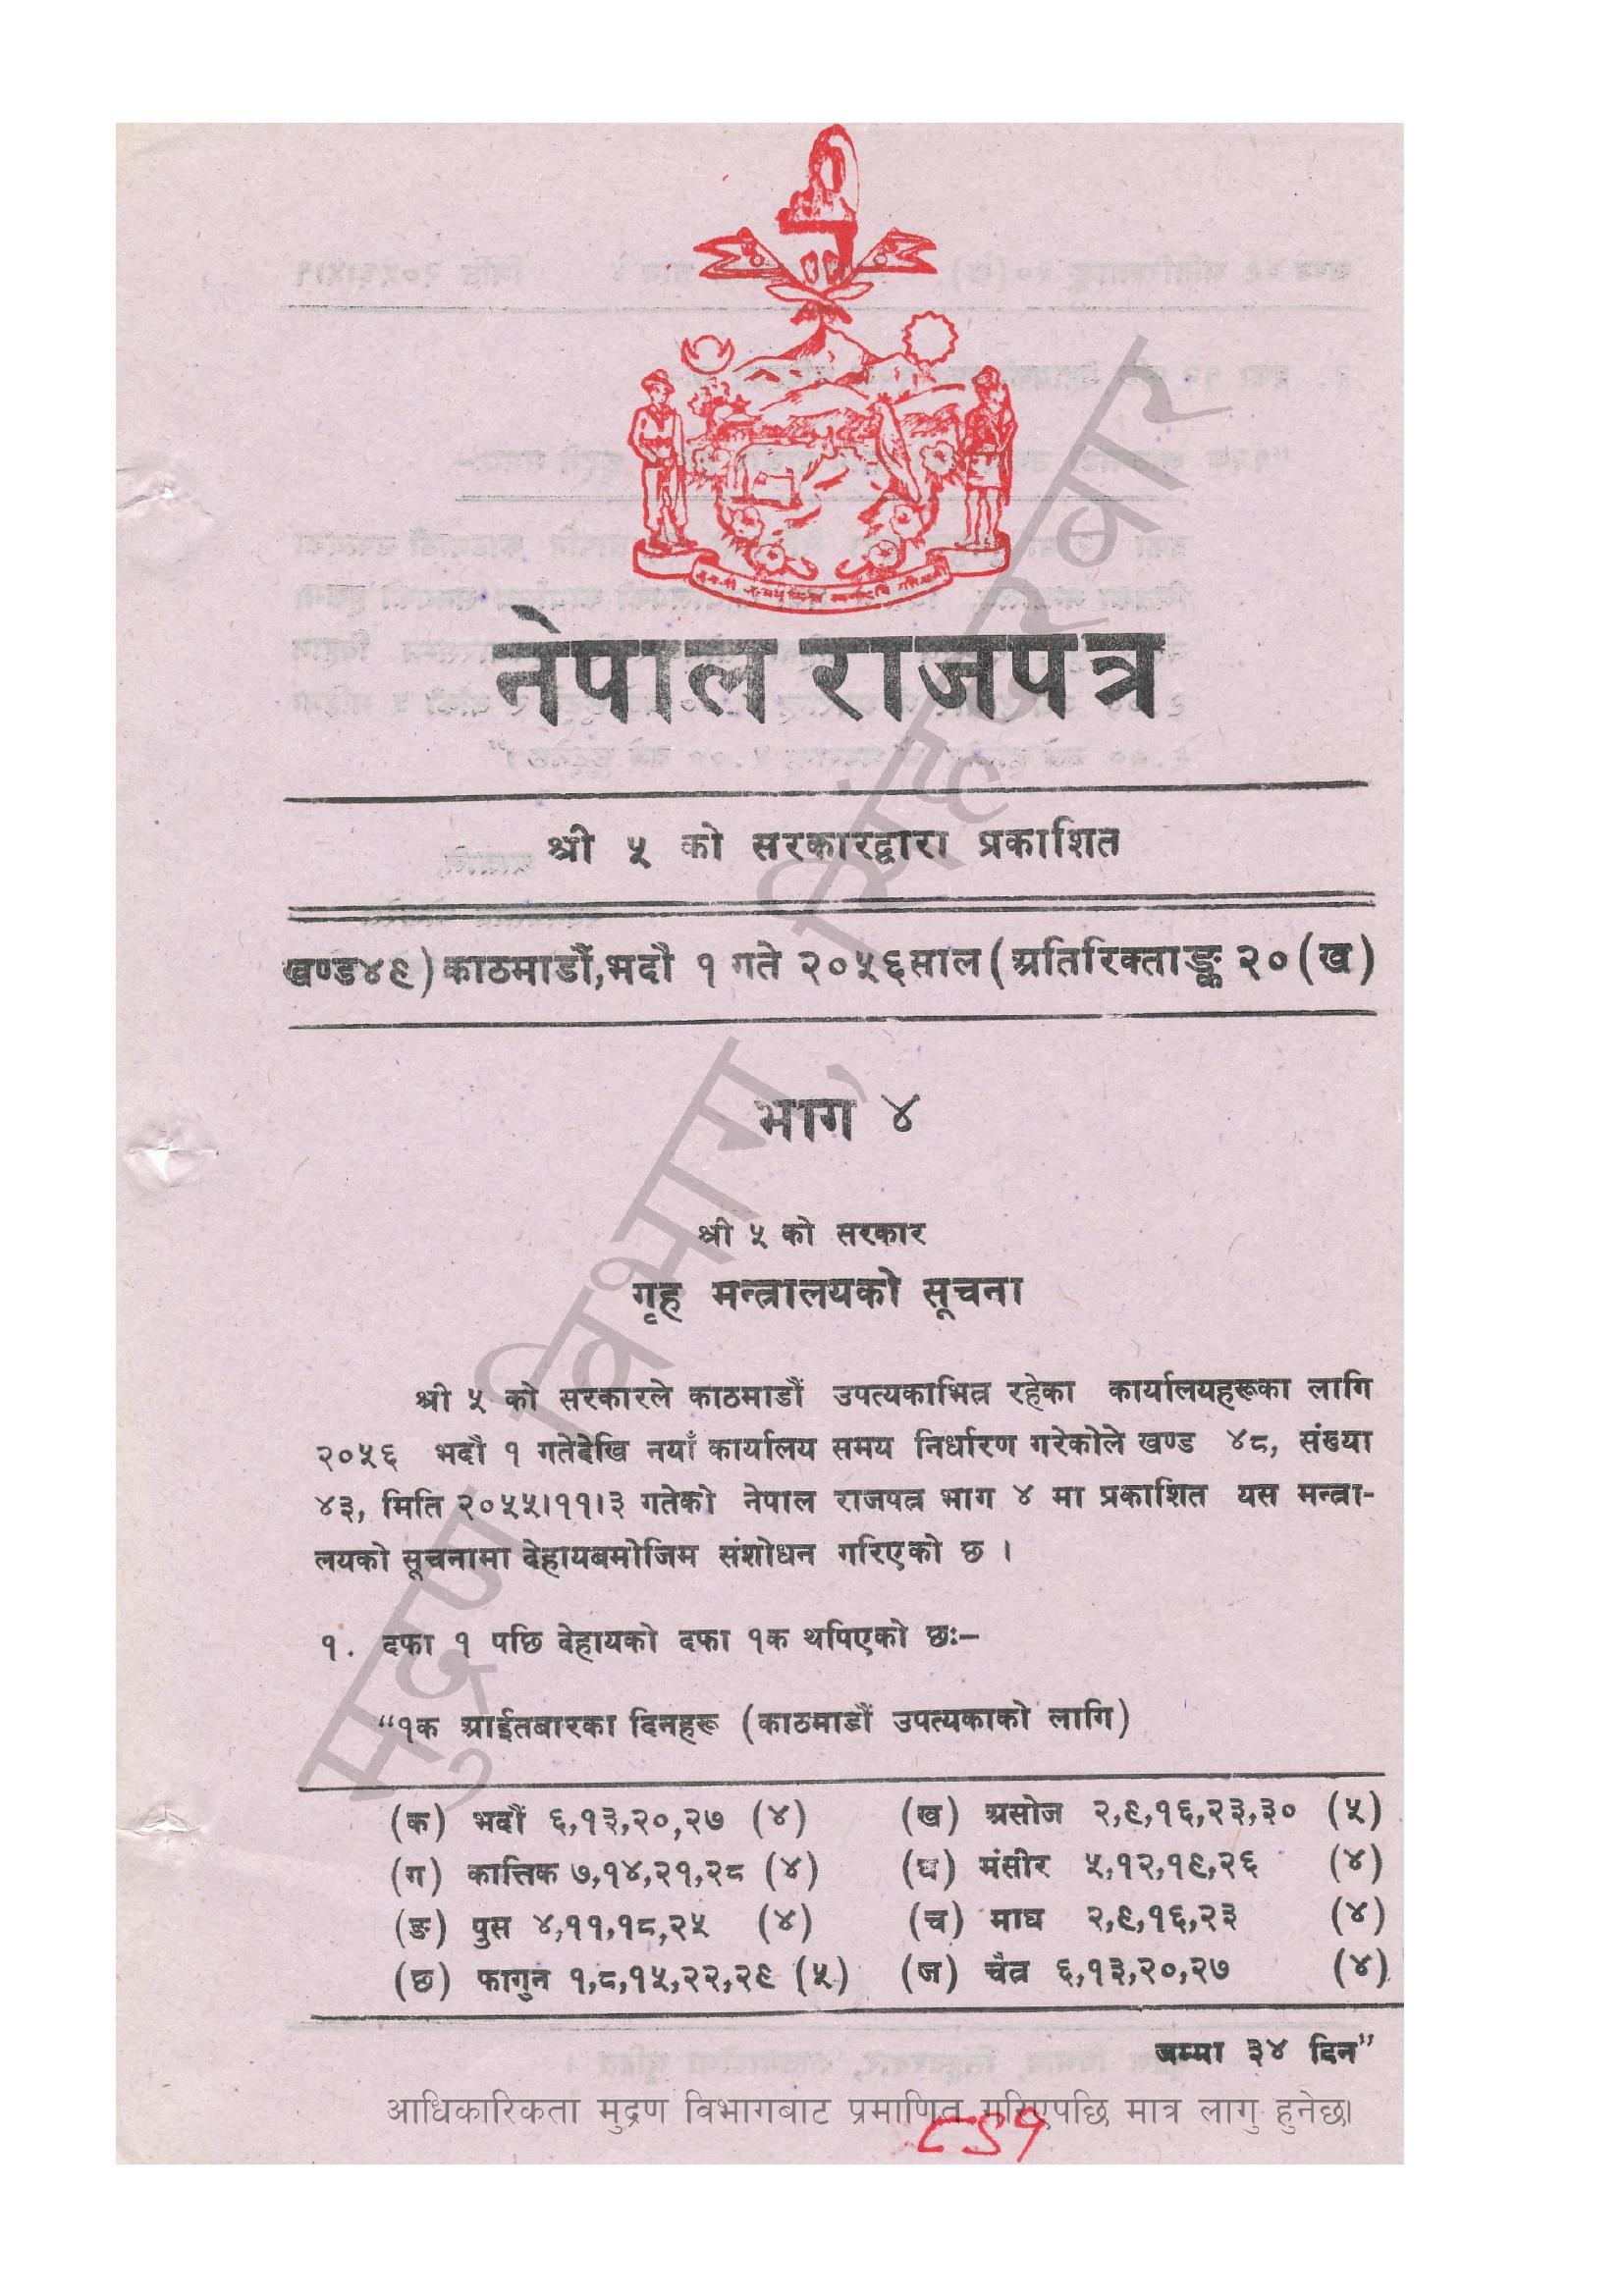 नेपाल राजपत्र
श्री ५ को सरकारद्वारा प्रकाशित
खण्ड ४९) काठमाडौं, भदौ १ गते २०५६ साल (अतिरिक्ताङ्क २० (ख)
भाग ४
श्री ५ को सरकार
गृह मन्त्रालयको सूचना
श्री ५ को सरकारले काठमाडौं उपत्यकाभित्र रहेका कार्यालयहरूका लागि
२०५६ भदौ १ गतेदेखि नयाँ कार्यालय समय निर्धारण गरेकोले खण्ड ४८, संख्या
४३, मिति २०५५।११।३ गतेको नेपाल राजपत्र भाग ४ मा प्रकाशित यस मन्त्रा-
लयको सूचनामा देहायबमोजिम संशोधन गरिएको छ ।
१. दफा १ पछि देहायको दफा १क थपिएको छः–
“१क आईतबारका दिनहरू (काठमाडौं उपत्यकाको लागि)
(क) भदौं ६,१३,२०,२७ (४) (ख) असोज २,९,१६,२३,३० (५)
(ग) कात्तिक ७,१४,२१,२८ (४) (घ) मंसीर ५,१२,१९,२६ (४)
(ङ) पुस ४,११,१८,२५ (४) (च) माघ २,९,१६,२३ (४)
(छ) फागुन १,८,१५,२२,२९ (५) (ज) चैत्र ६,१३,२०,२७ (४)
जम्मा ३४ दिन”
आधिकारिकता मुद्रण विभागबाट प्रमाणित गरिएपछि मात्र लागु हुनेछ।
मुद्रण विभाग, सिंहदरबार